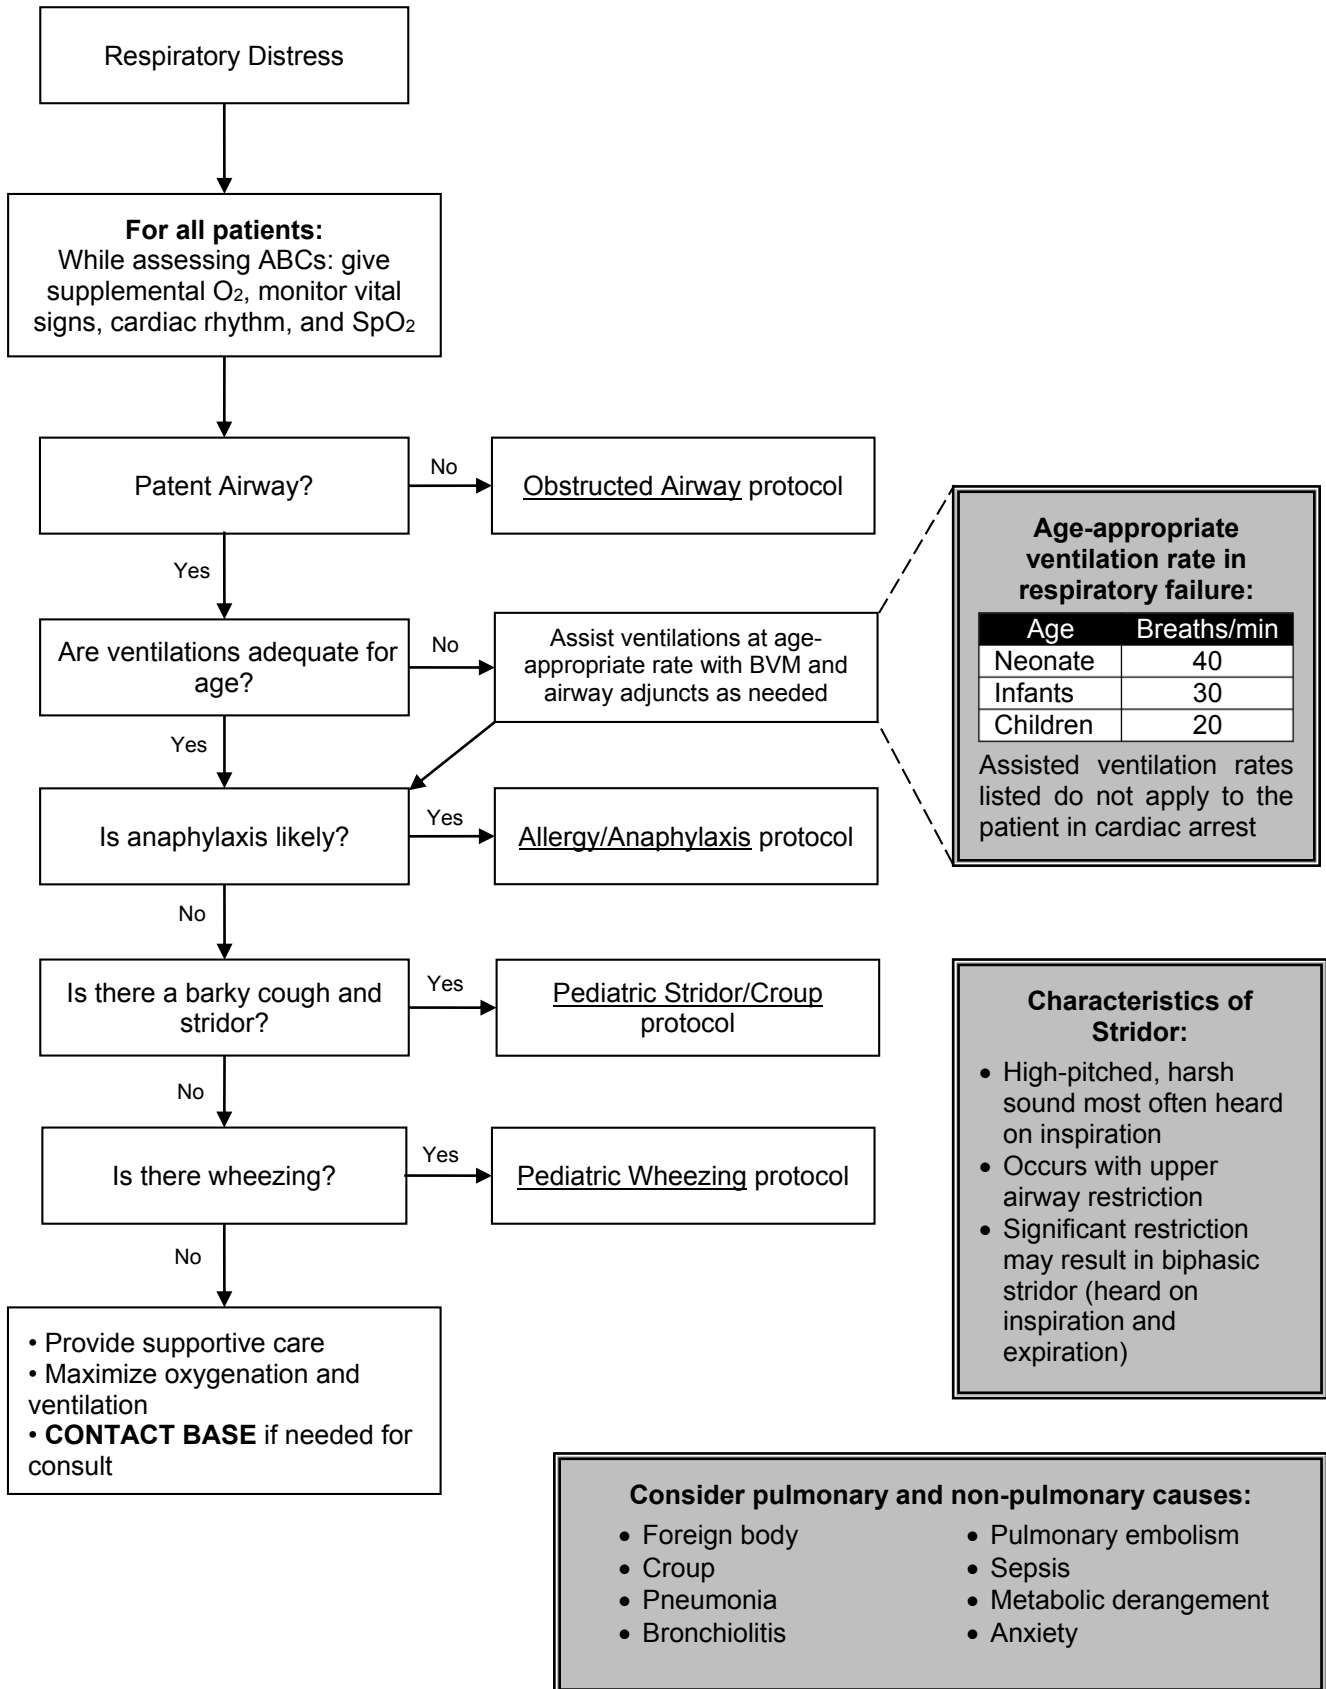 Respiratory Distress
For all patients:
While assessing ABCs: give
supplemental O₂, monitor vital
signs, cardiac rhythm, and SpO₂
Patent Airway?
No
Obstructed Airway protocol
Yes
Are ventilations adequate for
age?
No
Assist ventilations at age-
appropriate rate with BVM and
airway adjuncts as needed
Age-appropriate
ventilation rate in
respiratory failure:
Age Breaths/min
Neonate 40
Infants 30
Children 20
Assisted ventilation rates
listed do not apply to the
patient in cardiac arrest
Yes
Is anaphylaxis likely?
Yes
Allergy/Anaphylaxis protocol
No
Is there a barky cough and
stridor?
Yes
Pediatric Stridor/Croup
protocol
No
Is there wheezing?
Yes
Pediatric Wheezing protocol
No
• Provide supportive care
• Maximize oxygenation and
ventilation
• CONTACT BASE if needed for
consult
Characteristics of
Stridor:
• High-pitched, harsh
sound most often heard
on inspiration
• Occurs with upper
airway restriction
• Significant restriction
may result in biphasic
stridor (heard on
inspiration and
expiration)
Consider pulmonary and non-pulmonary causes:
• Foreign body
• Croup
• Pneumonia
• Bronchiolitis
• Pulmonary embolism
• Sepsis
• Metabolic derangement
• Anxiety